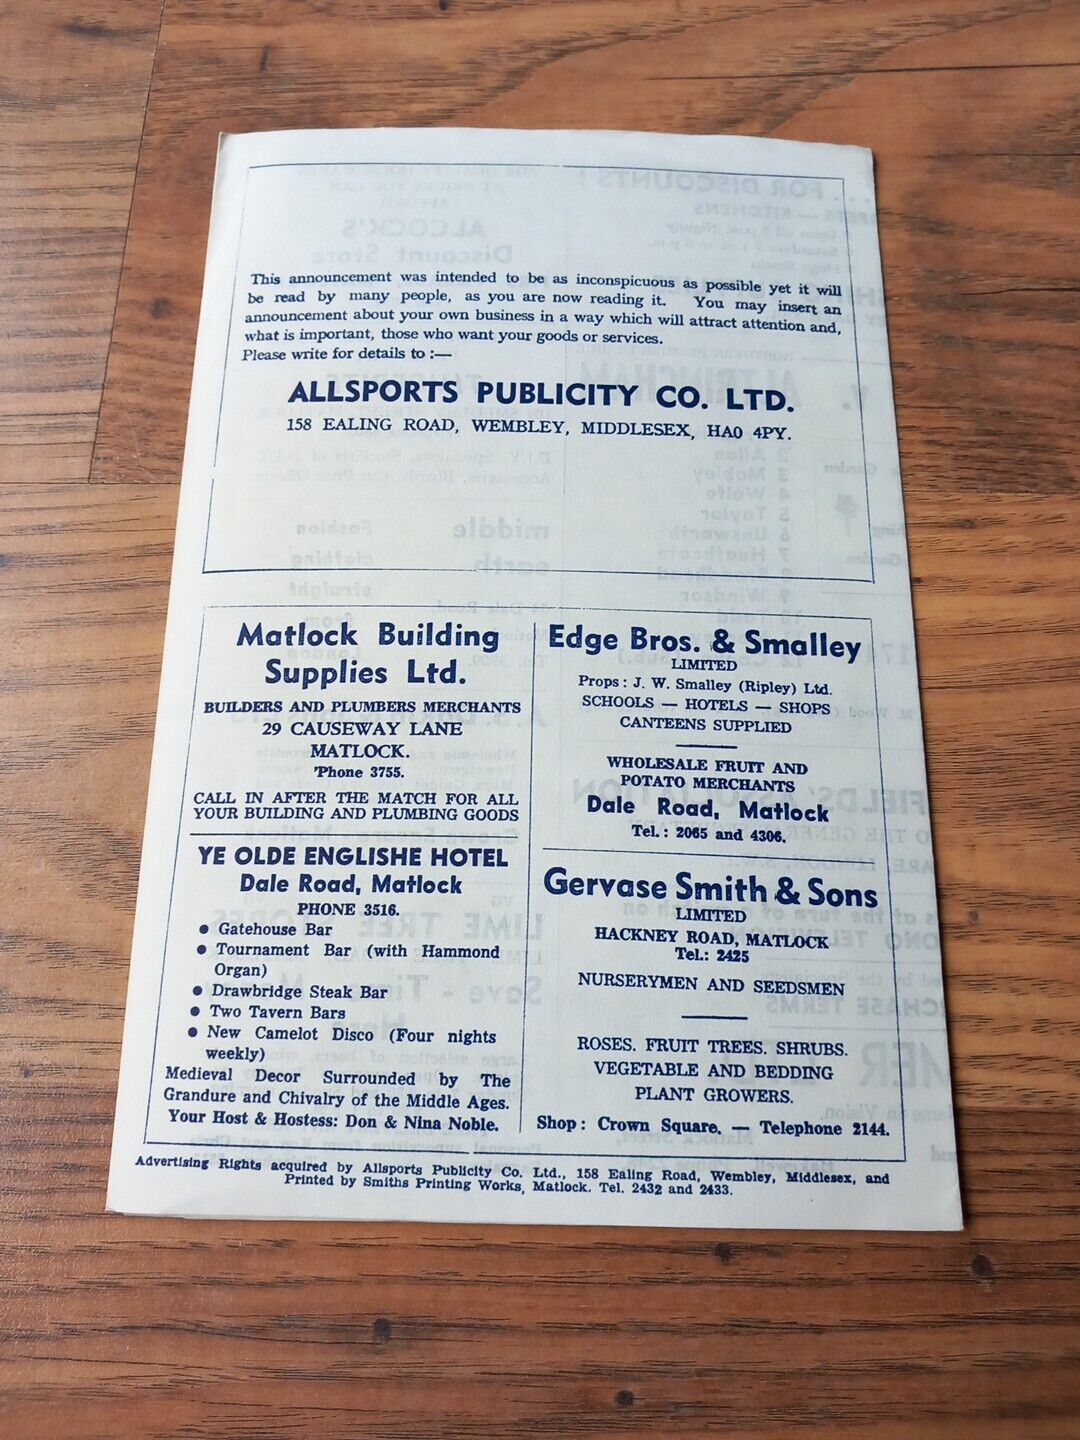 This announcement was intended to be as inconspicuous as possible yet it will
be read by many people, as you are now reading it. You may insert an
announcement about your own business in a way which will attract attention and,
what is important, those who want your goods or services.
Please write for details to :—
ALLSPORTS PUBLICITY CO. LTD.
158 EALING ROAD, WEMBLEY, MIDDLESEX, HA0 4PY.
Matlock Building
Supplies Ltd.
BUILDERS AND PLUMBERS MERCHANTS
29 CAUSEWAY LANE
MATLOCK.
'Phone 3755.
CALL IN AFTER THE MATCH FOR ALL
YOUR BUILDING AND PLUMBING GOODS
YE OLDE ENGLISHE HOTEL
Dale Road, Matlock
PHONE 3516.
● Gatehouse Bar
● Tournament Bar (with Hammond
Organ)
● Drawbridge Steak Bar
● Two Tavern Bars
● New Camelot Disco (Four nights
weekly)
Medieval Decor Surrounded by The
Grandure and Chivalry of the Middle Ages.
Your Host & Hostess: Don & Nina Noble.
Edge Bros. & Smalley
LIMITED
Props: J. W. Smalley (Ripley) Ltd.
SCHOOLS — HOTELS — SHOPS
CANTEENS SUPPLIED
WHOLESALE FRUIT AND
POTATO MERCHANTS
Dale Road, Matlock
Tel.: 2065 and 4306.
Gervase Smith & Sons
LIMITED
HACKNEY ROAD, MATLOCK
Tel.: 2425
NURSERYMEN AND SEEDSMEN
ROSES. FRUIT TREES. SHRUBS.
VEGETABLE AND BEDDING
PLANT GROWERS.
Shop: Crown Square. — Telephone 2144.
Advertising Rights acquired by Allsports Publicity Co. Ltd., 158 Ealing Road, Wembley, Middlesex, and
Printed by Smiths Printing Works, Matlock. Tel. 2432 and 2433.